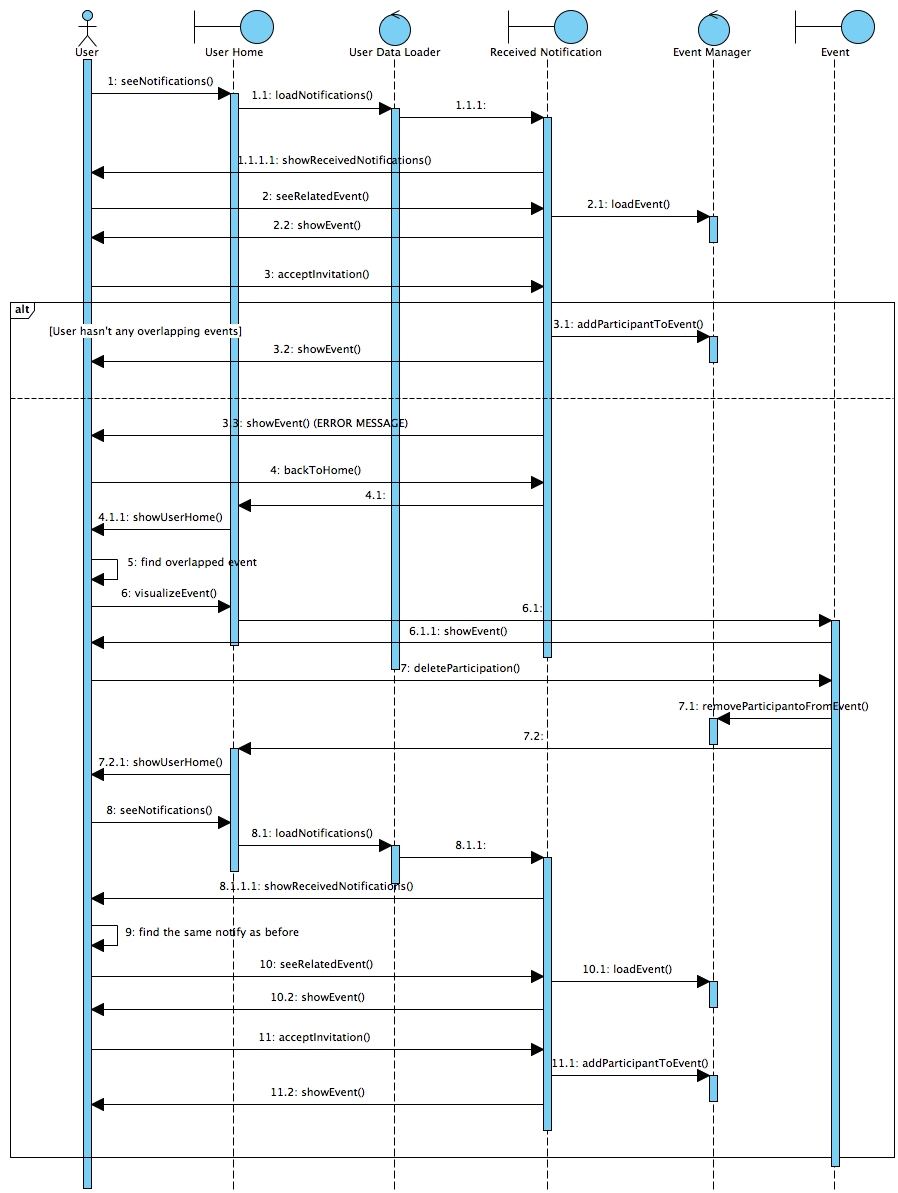 User
User Home
User Data Loader
Received Notification
Event Manager
Event
1: seeNotifications()
1.1: loadNotifications()
1.1.1:
1.1.1.1: showReceivedNotifications()
2: seeRelatedEvent()
2.1: loadEvent()
2.2: showEvent()
3: acceptInvitation()
alt
[User hasn't any overlapping events]
3.1: addParticipantToEvent()
3.2: showEvent()
3.3: showEvent() (ERROR MESSAGE)
4: backToHome()
4.1:
4.1.1: showUserHome()
5: find overlapped event
6: visualizeEvent()
6.1:
6.1.1: showEvent()
7: deleteParticipation()
7.1: removeParticipantoFromEvent()
7.2:
7.2.1: showUserHome()
8: seeNotifications()
8.1: loadNotifications()
8.1.1:
8.1.1.1: showReceivedNotifications()
9: find the same notify as before
10: seeRelatedEvent()
10.1: loadEvent()
10.2: showEvent()
11: acceptInvitation()
11.1: addParticipantToEvent()
11.2: showEvent()